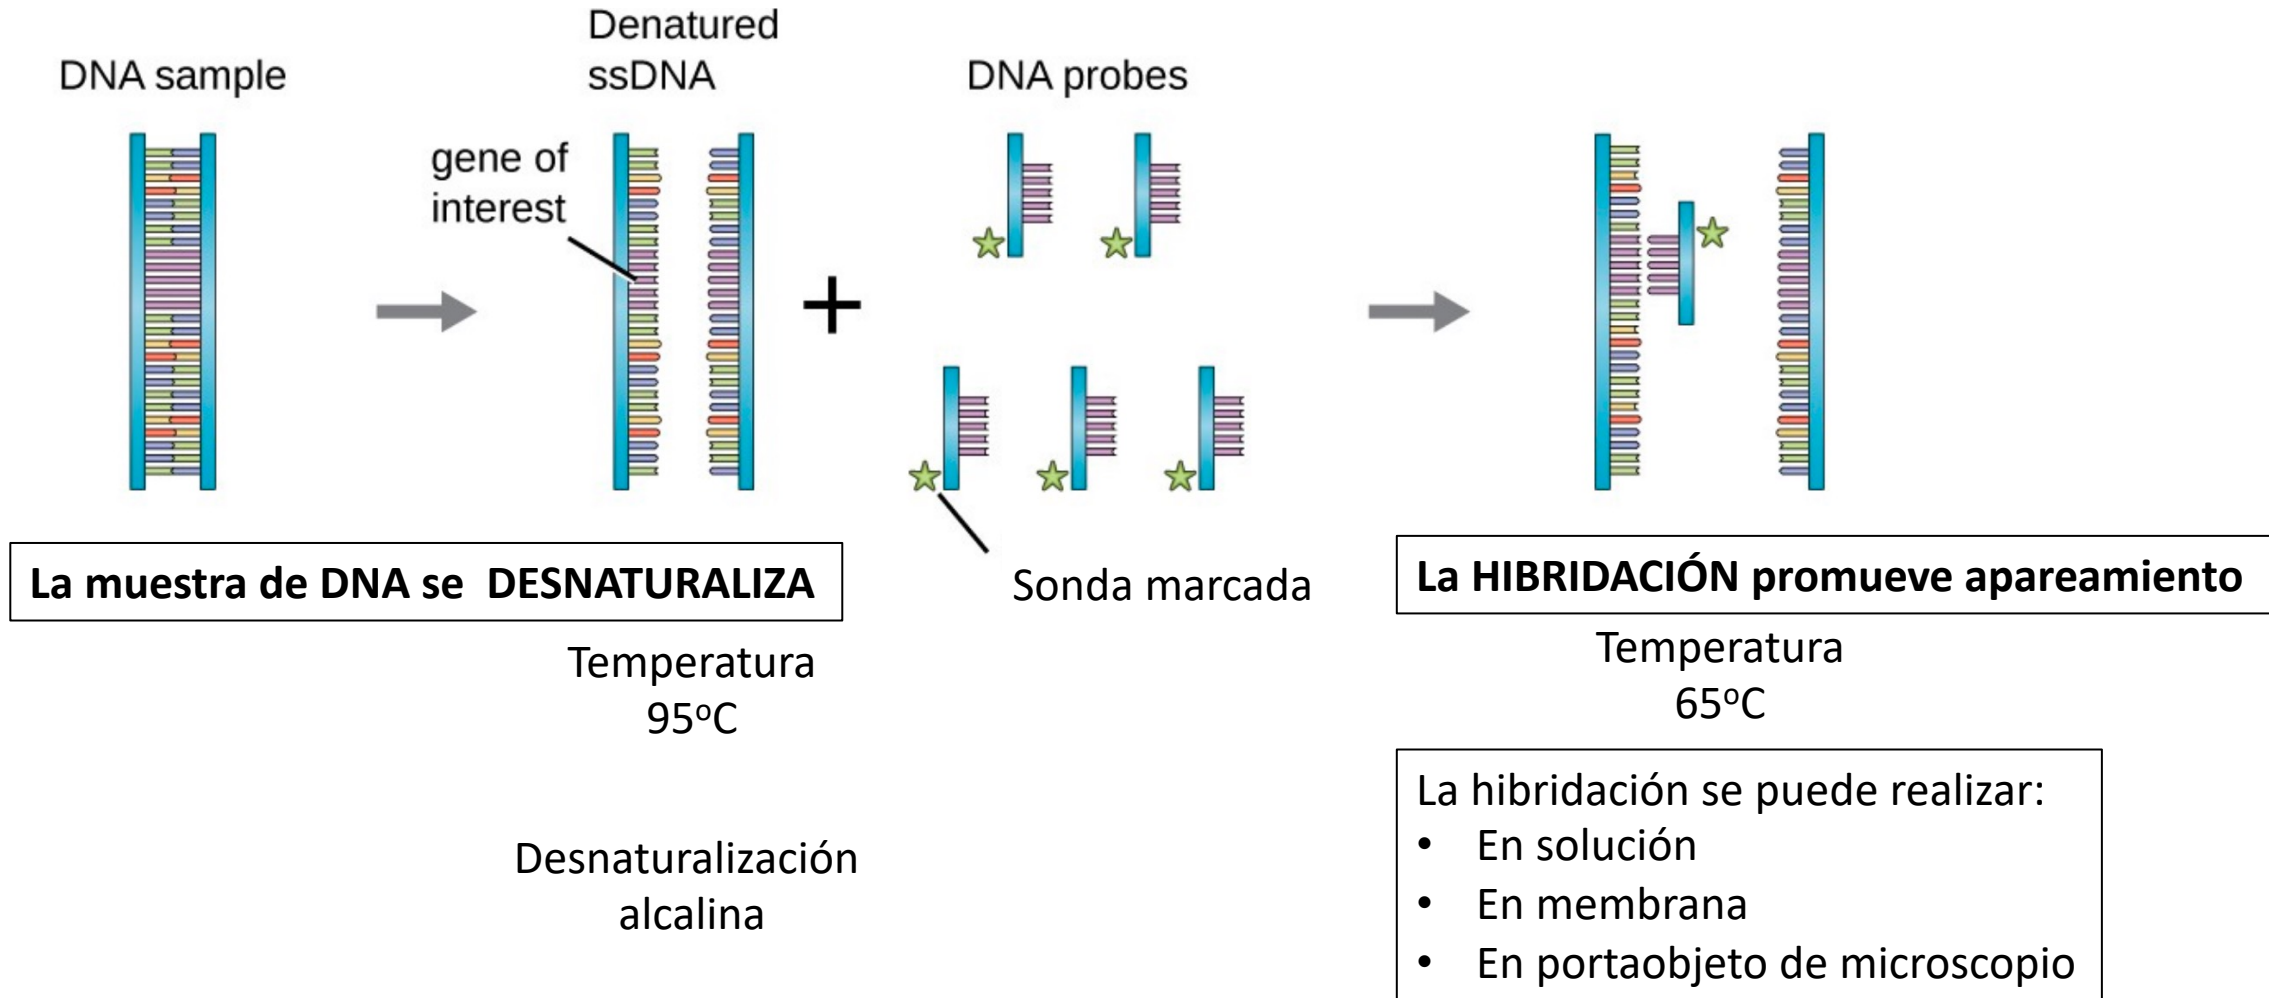 DNA sample
Denatured
ssDNA
DNA probes
gene of
interest
La muestra de DNA se  DESNATURALIZA
Temperatura
95ºC
Desnaturalización
alcalina
Sonda marcada
La HIBRIDACIÓN promueve apareamiento
Temperatura
65ºC
La hibridación se puede realizar:
• En solución
• En membrana
• En portaobjeto de microscopio